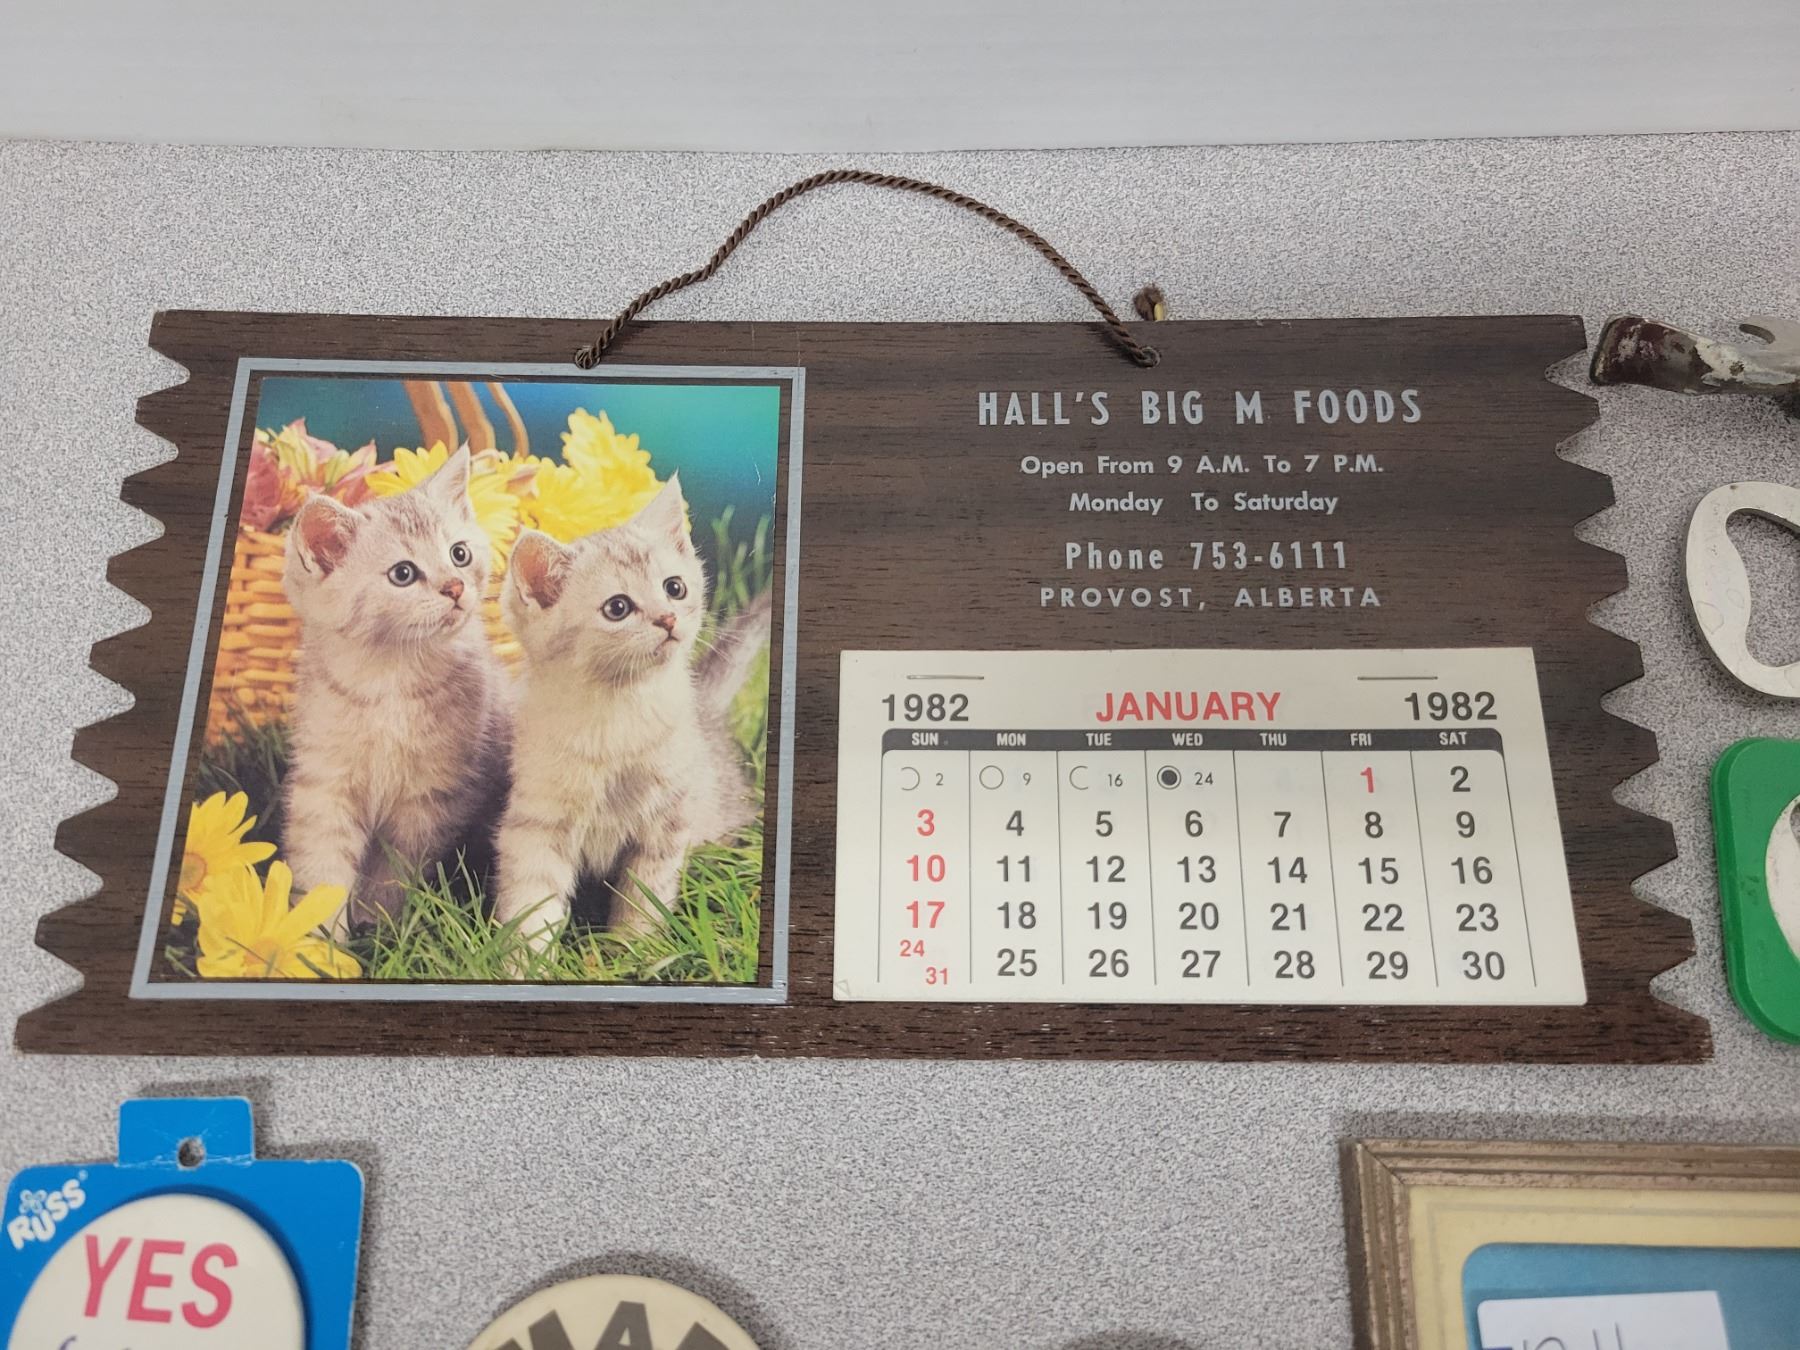 HALL'S BIG M FOODS
Open From 9 A.M. To 7 P.M.
Monday To Saturday
Phone 753-6111
PROVOST, ALBERTA
1982 JANUARY 1982
SUN MON TUE WED THU FRI SAT
2 9 16 24 1 2
3 4 5 6 7 8 9
10 11 12 13 14 15 16
17 18 19 20 21 22 23
24 31 25 26 27 28 29 30
RUSS
YES